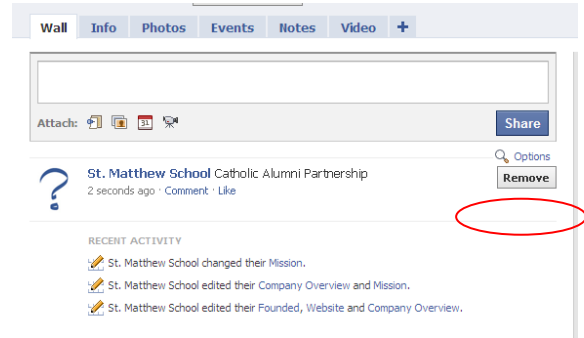 Wall Info Photos Events Notes Video +
Attach: 31 Share
Options
St. Matthew School Catholic Alumni Partnership Remove
2 seconds ago · Comment · Like
RECENT ACTIVITY
St. Matthew School changed their Mission.
St. Matthew School edited their Company Overview and Mission.
St. Matthew School edited their Founded, Website and Company Overview.